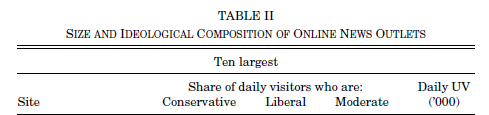 TABLE II
SIZE AND IDEOLOGICAL COMPOSITION OF ONLINE NEWS OUTLETS
Ten largest
Share of daily visitors who are: Daily UV
Site Conservative Liberal Moderate ('000)